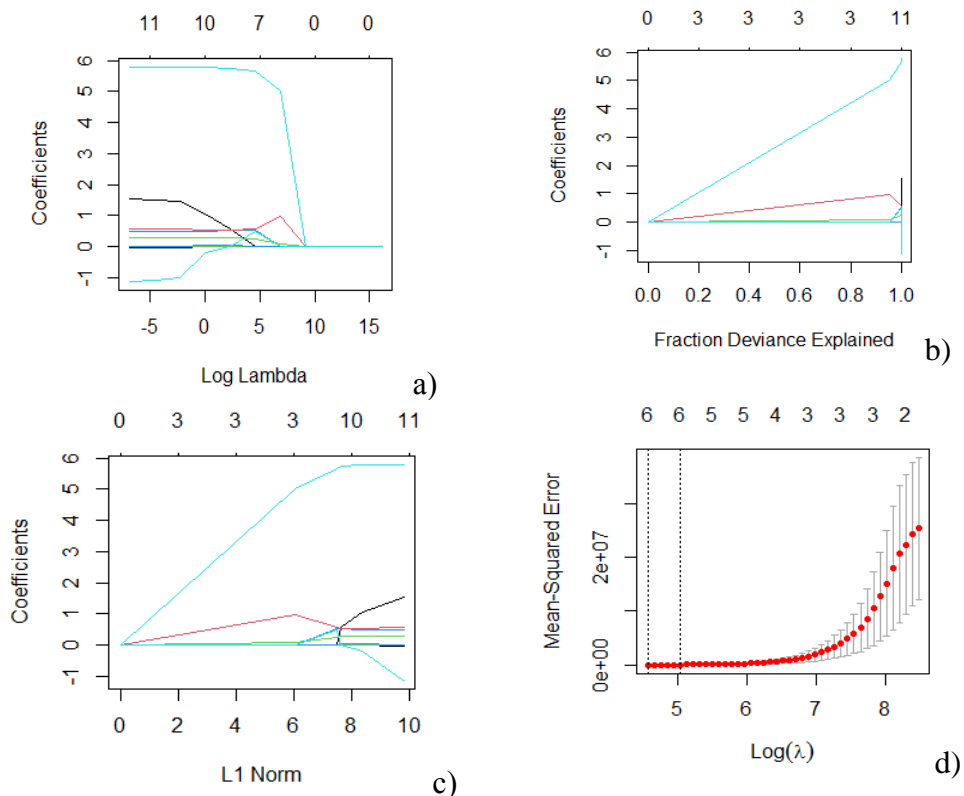 11 10 7 0 0
Coefficients
6
5
4
3
2
1
0
-1
-5 0 5 10 15
Log Lambda
a)
0 3 3 3 3 11
Coefficients
6
5
4
3
2
1
0
-1
0.0 0.2 0.4 0.6 0.8 1.0
Fraction Deviance Explained
b)
0 3 3 3 10 11
Coefficients
6
5
4
3
2
1
0
-1
0 2 4 6 8 10
L1 Norm
c)
6 6 5 5 4 3 3 3 2
Mean-Squared Error
2e+07
0e+00
5 6 7 8
Log(λ)
d)